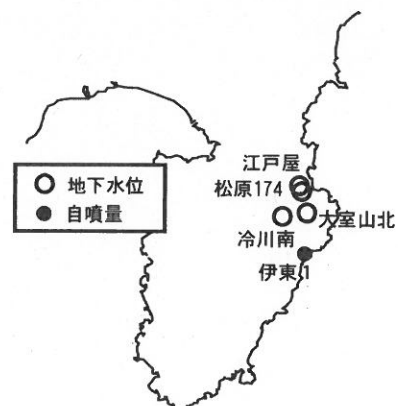 江戸屋
松原174
大室山北
冷川南
伊東1
地下水位
自噴量